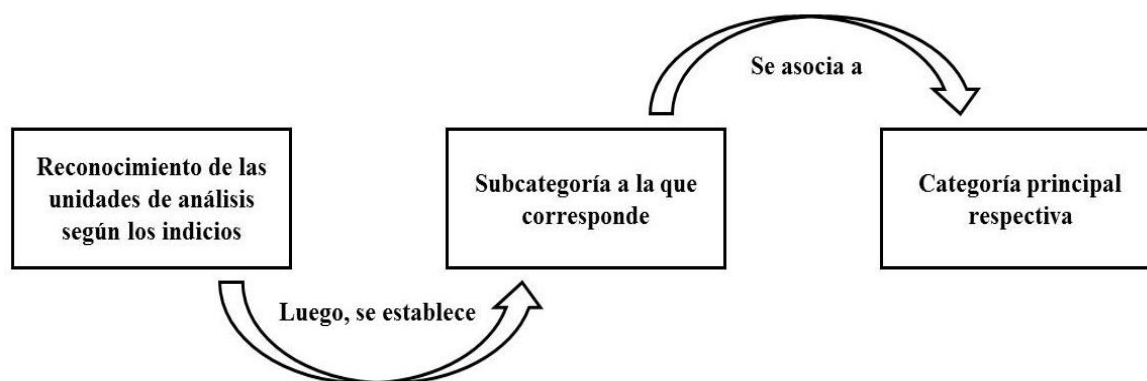 Se asocia a
Reconocimiento de las
unidades de análisis
según los indicios
Subcategoría a la que
corresponde
Categoría principal
respectiva
Luego, se establece